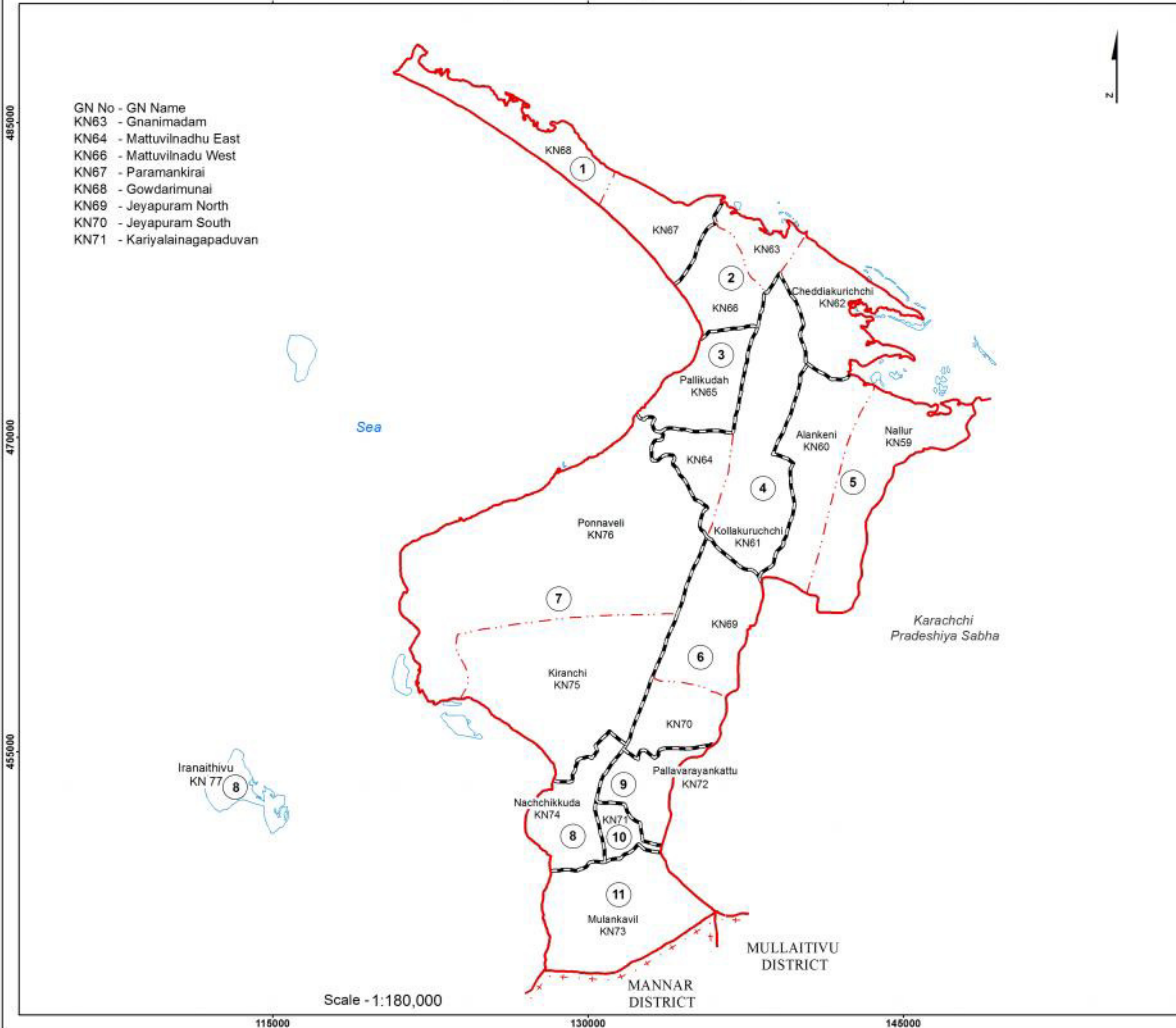 GN No - GN Name
KN63 - Gnanimadam
KN64 - Mattuvilnadhu East
KN66 - Mattuvilnadu West
KN67 - Paramankirai
KN68 - Gowdarimunai
KN69 - Jeyapuram North
KN70 - Jeyapuram South
KN71 - Kariyalainagapaduvan
N
485000
470000
455000
KN68
1
KN67
KN63
2
KN66
Cheddiakurichchi
KN62
3
Pallikudah
KN65
Sea
Alankeni
KN60
Nallur
KN59
KN64
4
5
Ponnaveli
KN76
Kollakuruchchi
KN61
7
KN69
Karachchi
Pradeshiya Sabha
6
Kiranchi
KN75
KN70
Iranaithivu
KN 77
8
Pallavarayankattu
KN72
9
Nachchikkuda
KN74
8
KN71
10
11
Mulankavil
KN73
MULLAITIVU
DISTRICT
MANNAR
DISTRICT
Scale - 1:180,000
115000
130000
145000